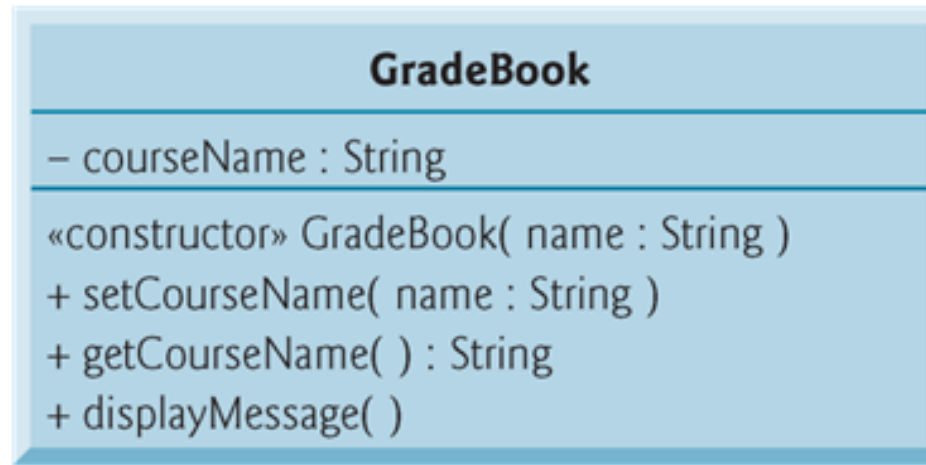 GradeBook
– courseName : String
«constructor» GradeBook( name : String )
+ setCourseName( name : String )
+ getCourseName( ) : String
+ displayMessage( )